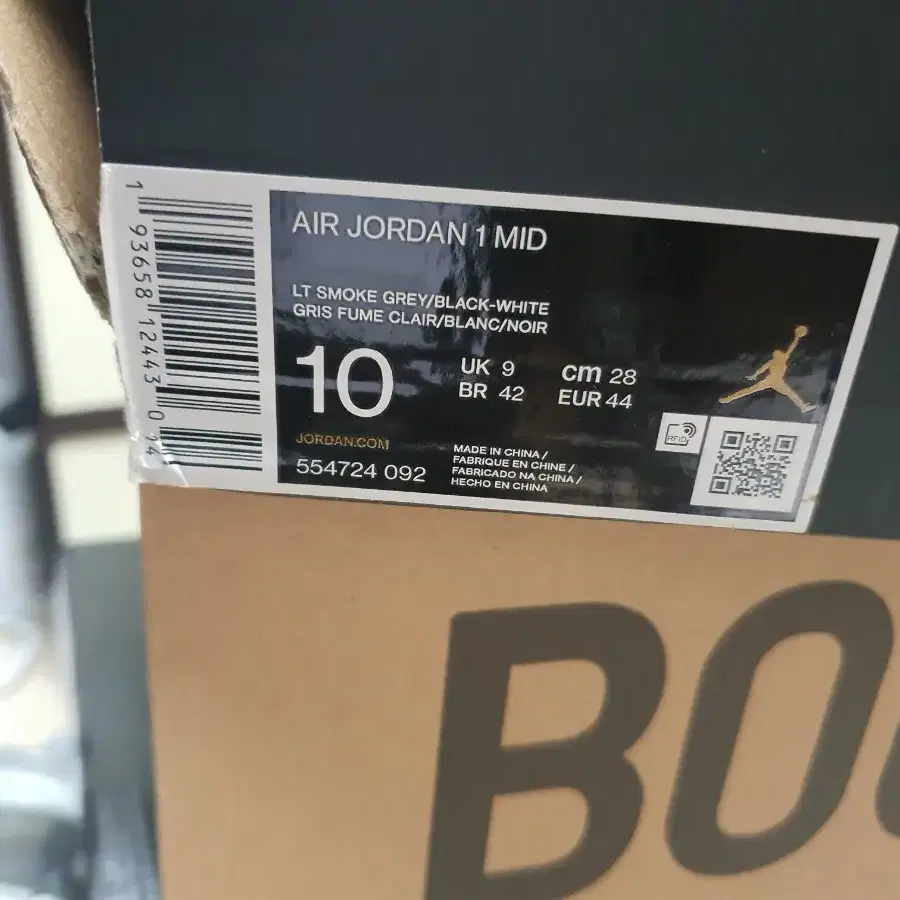 1 93658 12443 0 14
AIR JORDAN 1 MID
LT SMOKE GREY/BLACK-WHITE
GRIS FUME CLAIR/BLANC/NOIR
10
UK 9
cm 28
BR 42
EUR 44
RFID
JORDAN.COM
554724 092
MADE IN CHINA /
FABRIQUE EN CHINE /
FABRICADO NA CHINA /
HECHO EN CHINA
BO